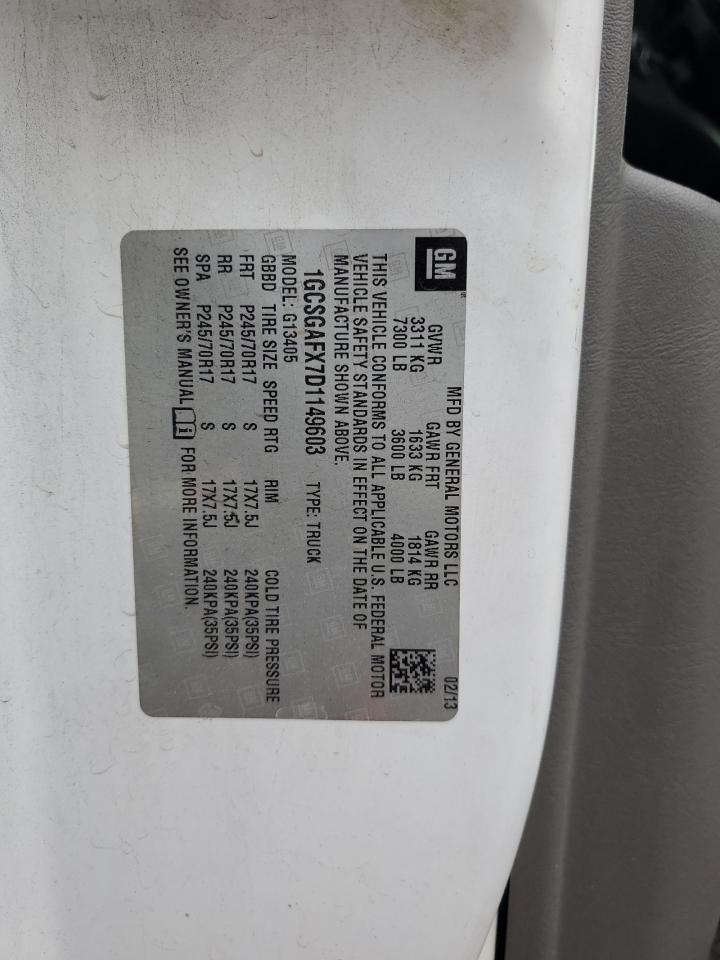 GM
MFD BY GENERAL MOTORS LLC 02/13
GVWR GAWR FRT GAWR RR
3311 KG 1633 KG 1814 KG
7300 LB 3600 LB 4000 LB
THIS VEHICLE CONFORMS TO ALL APPLICABLE U.S. FEDERAL MOTOR
VEHICLE SAFETY STANDARDS IN EFFECT ON THE DATE OF
MANUFACTURE SHOWN ABOVE.
1GCSGAFX7D1149603 TYPE: TRUCK
MODEL: G13405
GBBD TIRE SIZE SPEED RTG RIM COLD TIRE PRESSURE
FRT P245/70R17 S 17X7.5J 240KPA(35PSI)
RR P245/70R17 S 17X7.5J 240KPA(35PSI)
SPA P245/70R17 S 17X7.5J 240KPA(35PSI)
SEE OWNER'S MANUAL i FOR MORE INFORMATION.